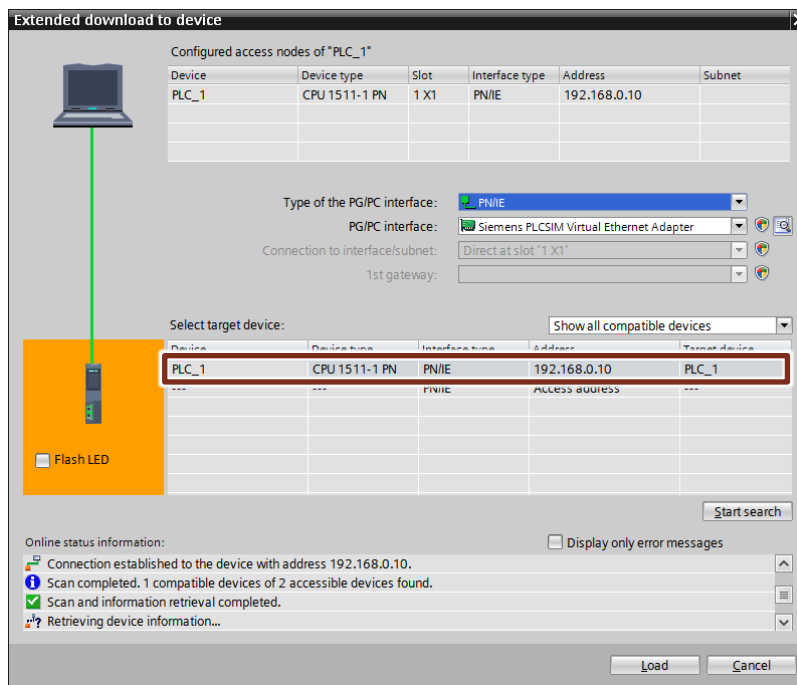 Extended download to device
Configured access nodes of "PLC_1"
Device Device type Slot Interface type Address Subnet
PLC_1 CPU 1511-1 PN 1 X1 PN/IE 192.168.0.10
Type of the PG/PC interface: PN/IE
PG/PC interface: Siemens PLCSIM Virtual Ethernet Adapter
Connection to interface/subnet: Direct at slot '1 X1'
1st gateway:
Select target device: Show all compatible devices
Device Device type Interface type Address Target device
PLC_1 CPU 1511-1 PN PN/IE 192.168.0.10 PLC_1
--- --- PN/IE Access address ---
Flash LED
Start search
Online status information: Display only error messages
Connection established to the device with address 192.168.0.10.
Scan completed. 1 compatible devices of 2 accessible devices found.
Scan and information retrieval completed.
Retrieving device information...
Load Cancel